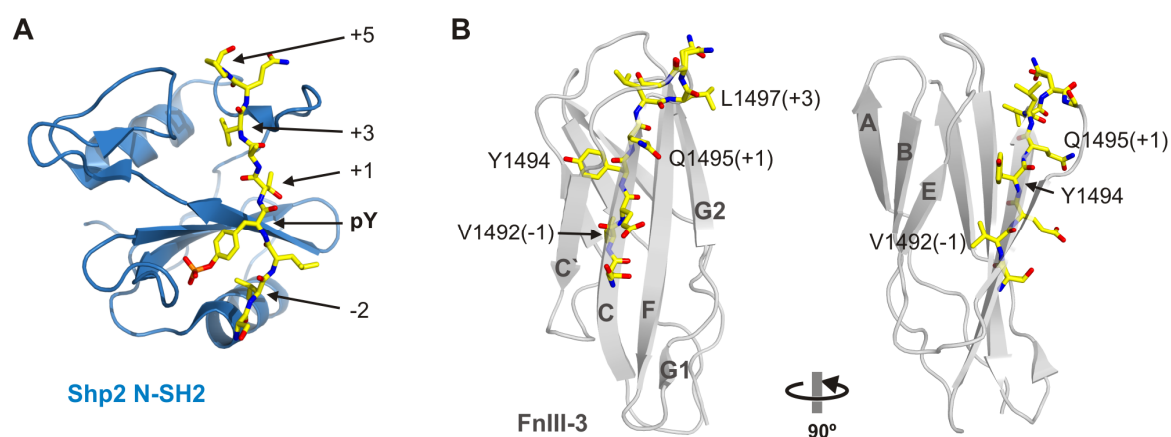 A
+5
+3
+1
pY
-2
Shp2 N-SH2
B
L1497(+3)
Y1494
Q1495(+1)
G2
V1492(-1)
C`
C
F
G1
FnIII-3
A
B
E
Q1495(+1)
Y1494
V1492(-1)
90º